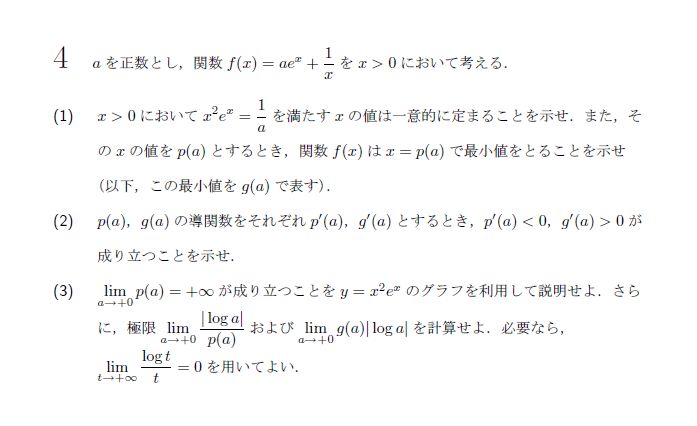 4 a を正数とし，関数 f(x) = ae^x + \frac{1}{x} を x > 0 において考える．
(1) x > 0 において x^2e^x = \frac{1}{a} を満たす x の値は一意的に定まることを示せ．また，そ
の x の値を p(a) とするとき，関数 f(x) は x = p(a) で最小値をとることを示せ
（以下，この最小値を g(a) で表す）．
(2) p(a)，g(a) の導関数をそれぞれ p′(a)，g′(a) とするとき，p′(a) < 0，g′(a) > 0 が
成り立つことを示せ．
(3) \lim_{a→+0} p(a) = +∞ が成り立つことを y = x^2e^x のグラフを利用して説明せよ．さら
に，極限 \lim_{a→+0} \frac{|log a|}{p(a)} および \lim_{a→+0} g(a)|log a| を計算せよ．必要なら，
\lim_{t→+∞} \frac{log t}{t} = 0 を用いてよい．